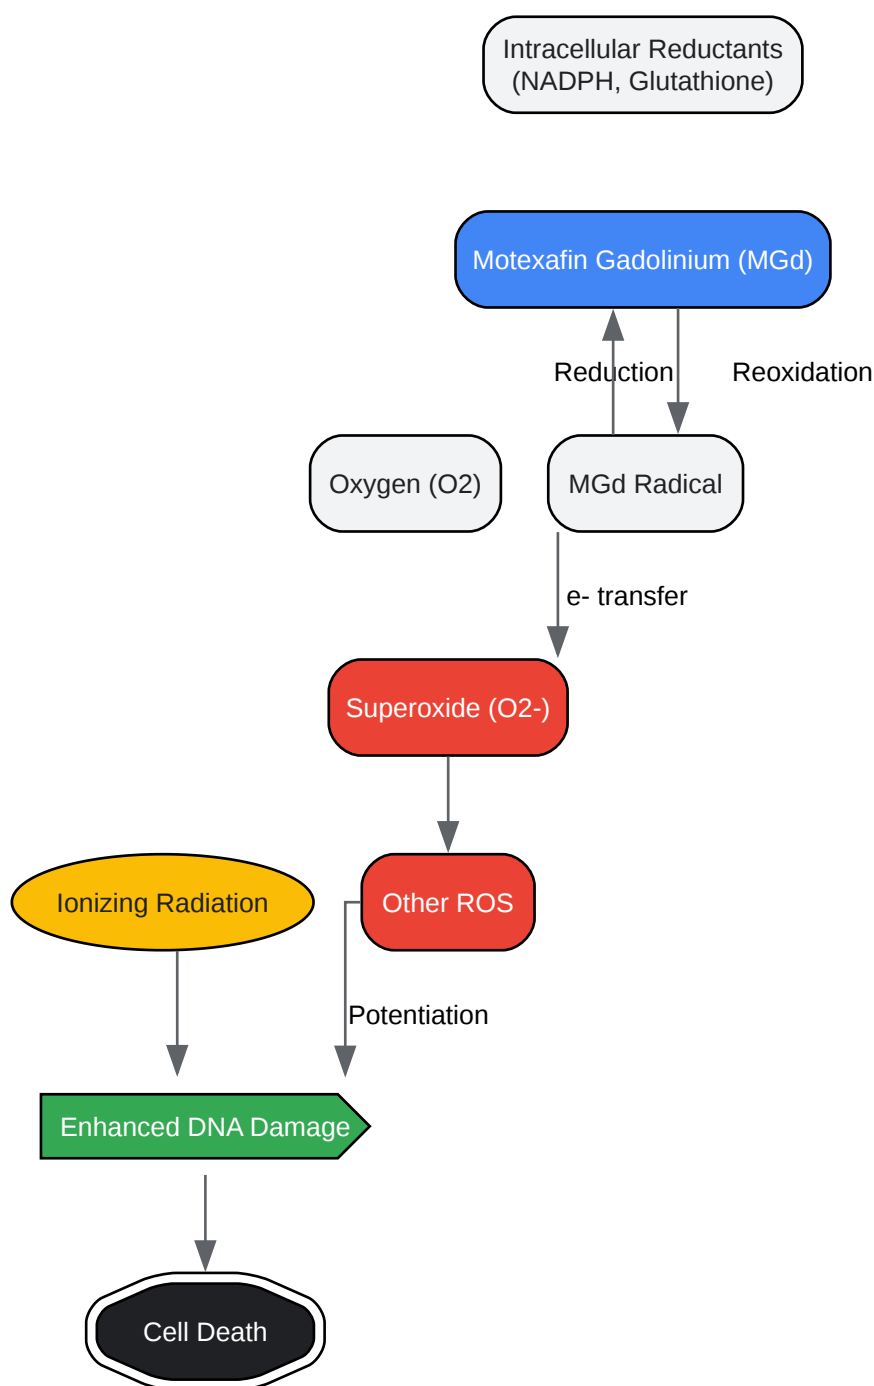 Intracellular Reductants
(NADPH, Glutathione)
Motexafin Gadolinium (MGd)
Reduction
Reoxidation
Oxygen (O2)
MGd Radical
e- transfer
Superoxide (O2-)
Ionizing Radiation
Other ROS
Potentiation
Enhanced DNA Damage
Cell Death